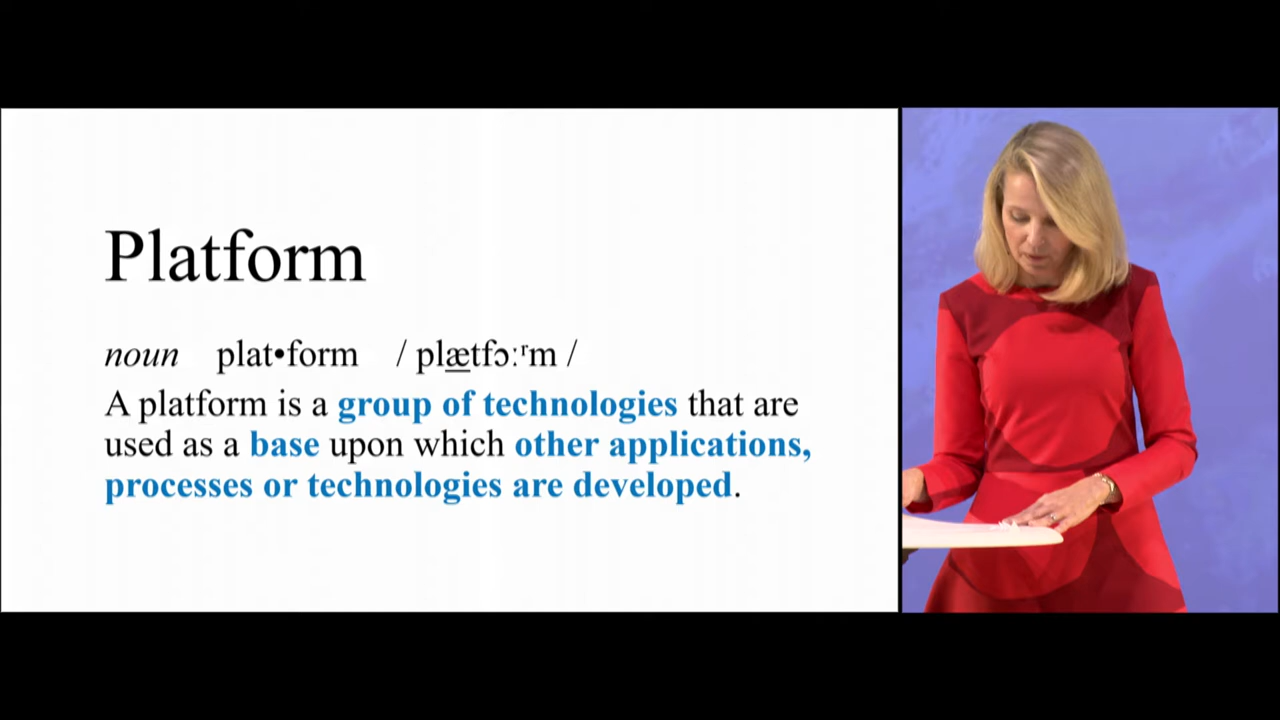 Platform
noun plat•form / plætfɔːʳm /
A platform is a group of technologies that are
used as a base upon which other applications,
processes or technologies are developed.